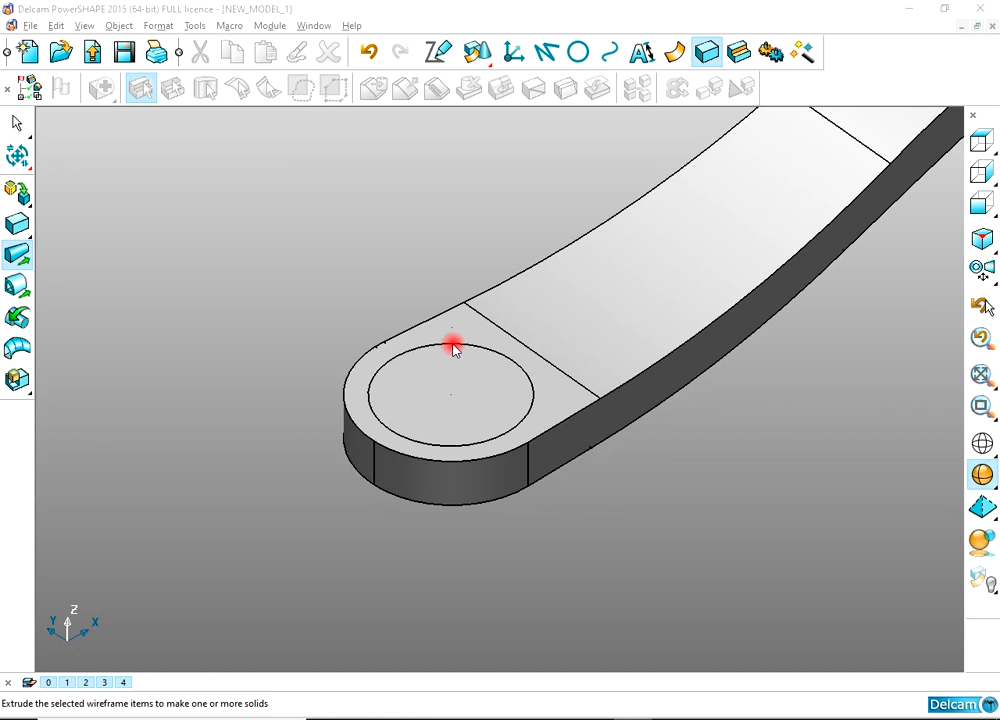 Delcam PowerSHAPE 2015 (64-bit) FULL licence - [NEW_MODEL_1]
File Edit View Object Format Tools Macro Module Window Help
Z
Y X
0 1 2 3 4
Extrude the selected wireframe items to make one or more solids
Delcam